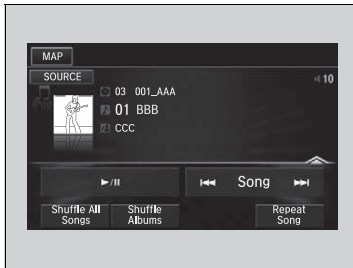 MAP
SOURCE
10
03 001_AAA
01 BBB
CCC
Song
Shuffle All Songs
Shuffle Albums
Repeat Song